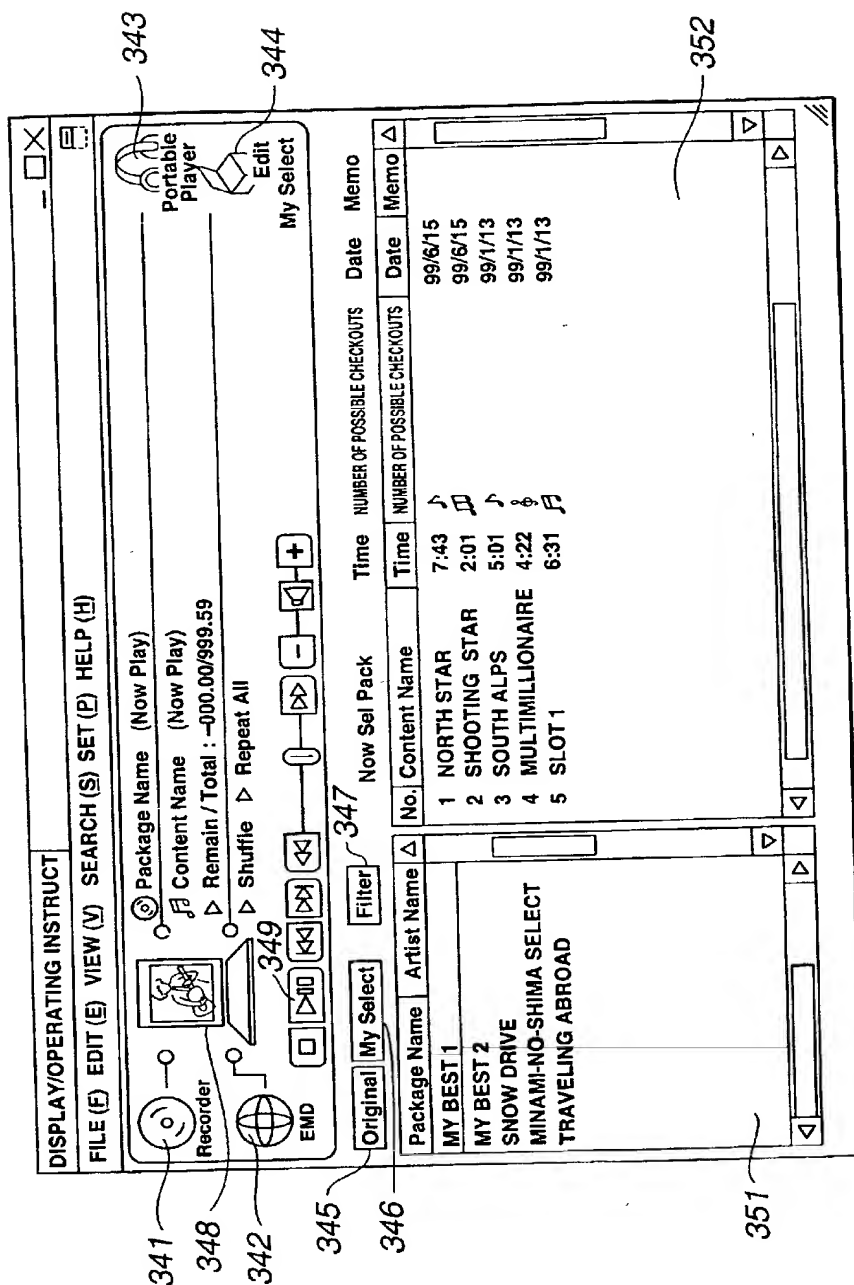 DISPLAY/OPERATING INSTRUCT
FILE (F) EDIT (E) VIEW (V) SEARCH (S) SET (P) HELP (H)
341
Recorder
348
342
EMD
Package Name (Now Play)
Content Name (Now Play)
Remain / Total : –000.00/999.59
Shuffle Repeat All
349
– +
343
Portable Player
344
Edit
My Select
345
Original
346
My Select
347
Filter
Now Sel Pack Time NUMBER OF POSSIBLE CHECKOUTS Date Memo
Package Name Artist Name
MY BEST 1
MY BEST 2
SNOW DRIVE
MINAMI-NO-SHIMA SELECT
TRAVELING ABROAD
351
No. Content Name Time NUMBER OF POSSIBLE CHECKOUTS Date Memo
1 NORTH STAR 7:43 99/6/15
2 SHOOTING STAR 2:01 99/6/15
3 SOUTH ALPS 5:01 99/1/13
4 MULTIMILLIONAIRE 4:22 99/1/13
5 SLOT 1 6:31 99/1/13
352